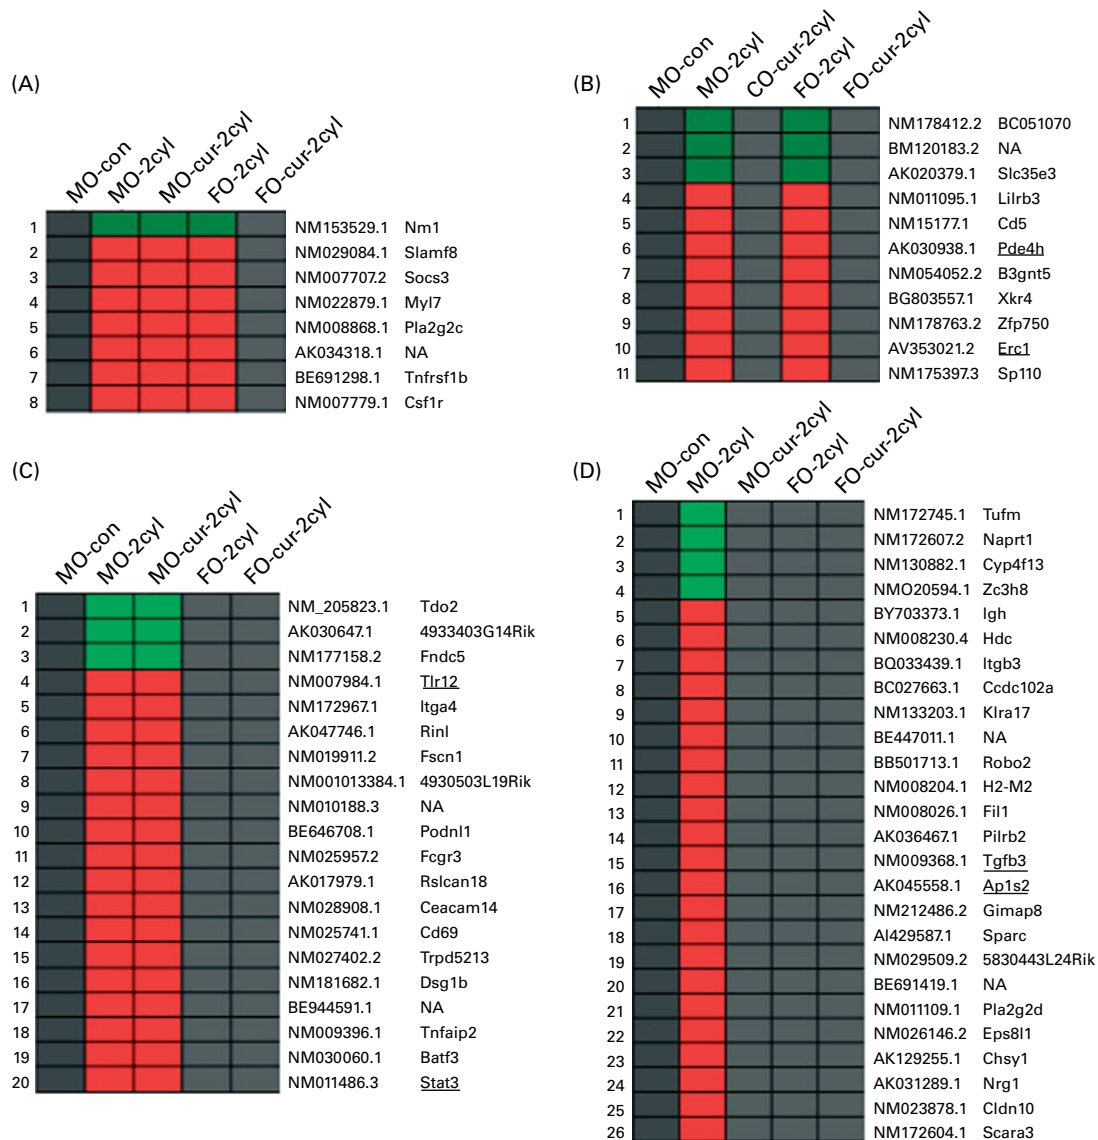 (A)
MO-con
MO-2cyl
MO-cur-2cyl
FO-2cyl
FO-cur-2cyl
1 NM153529.1 Nm1
2 NM029084.1 Slamf8
3 NM007707.2 Socs3
4 NM022879.1 Myl7
5 NM008868.1 Pla2g2c
6 AK034318.1 NA
7 BE691298.1 Tnfrsf1b
8 NM007779.1 Csf1r
(B)
MO-con
MO-2cyl
CO-cur-2cyl
FO-2cyl
FO-cur-2cyl
1 NM178412.2 BC051070
2 BM120183.2 NA
3 AK020379.1 Slc35e3
4 NM011095.1 Lilrb3
5 NM15177.1 Cd5
6 AK030938.1 Pde4h
7 NM054052.2 B3gnt5
8 BG803557.1 Xkr4
9 NM178763.2 Zfp750
10 AV353021.2 Erc1
11 NM175397.3 Sp110
(C)
MO-con
MO-2cyl
MO-cur-2cyl
FO-2cyl
FO-cur-2cyl
1 NM_205823.1 Tdo2
2 AK030647.1 4933403G14Rik
3 NM177158.2 Fndc5
4 NM007984.1 Tlr12
5 NM172967.1 Itga4
6 AK047746.1 Rinl
7 NM019911.2 Fscn1
8 NM001013384.1 4930503L19Rik
9 NM010188.3 NA
10 BE646708.1 Podnl1
11 NM025957.2 Fcgr3
12 AK017979.1 Rslcan18
13 NM028908.1 Ceacam14
14 NM025741.1 Cd69
15 NM027402.2 Trpd5213
16 NM181682.1 Dsg1b
17 BE944591.1 NA
18 NM009396.1 Tnfaip2
19 NM030060.1 Batf3
20 NM011486.3 Stat3
(D)
MO-con
MO-2cyl
MO-cur-2cyl
FO-2cyl
FO-cur-2cyl
1 NM172745.1 Tufm
2 NM172607.2 Naprt1
3 NM130882.1 Cyp4f13
4 NMO20594.1 Zc3h8
5 BY703373.1 Igh
6 NM008230.4 Hdc
7 BQ033439.1 Itgb3
8 BC027663.1 Ccdc102a
9 NM133203.1 Klra17
10 BE447011.1 NA
11 BB501713.1 Robo2
12 NM008204.1 H2-M2
13 NM008026.1 Fil1
14 AK036467.1 Pilrb2
15 NM009368.1 Tgfb3
16 AK045558.1 Ap1s2
17 NM212486.2 Gimap8
18 AI429587.1 Sparc
19 NM029509.2 5830443L24Rik
20 BE691419.1 NA
21 NM011109.1 Pla2g2d
22 NM026146.2 Eps8l1
23 AK129255.1 Chsy1
24 AK031289.1 Nrg1
25 NM023878.1 Cldn10
26 NM172604.1 Scara3